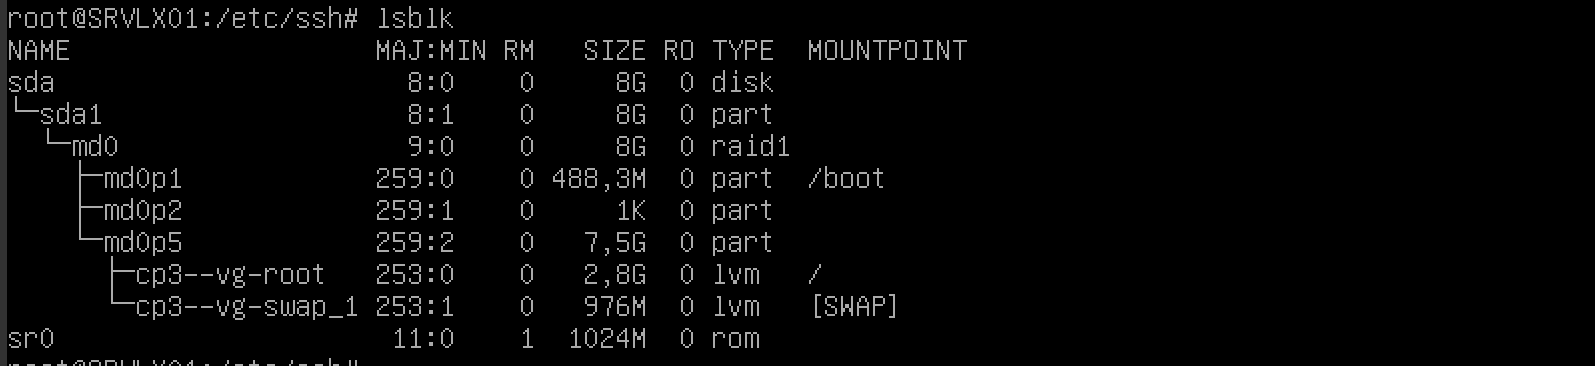 root@SRVLX01:/etc/ssh# lsblk
NAME                   MAJ:MIN RM   SIZE RO TYPE  MOUNTPOINT
sda                      8:0    0     8G  0 disk
└─sda1                   8:1    0     8G  0 part
  └─md0                  9:0    0     8G  0 raid1
    ├─md0p1            259:0    0 488,3M  0 part  /boot
    ├─md0p2            259:1    0     1K  0 part
    └─md0p5            259:2    0   7,5G  0 part
      ├─cp3--vg-root   253:0    0   2,8G  0 lvm   /
      └─cp3--vg-swap_1 253:1    0   976M  0 lvm   [SWAP]
sr0                     11:0    1  1024M  0 rom
root@SRVLX01:/etc/ssh#